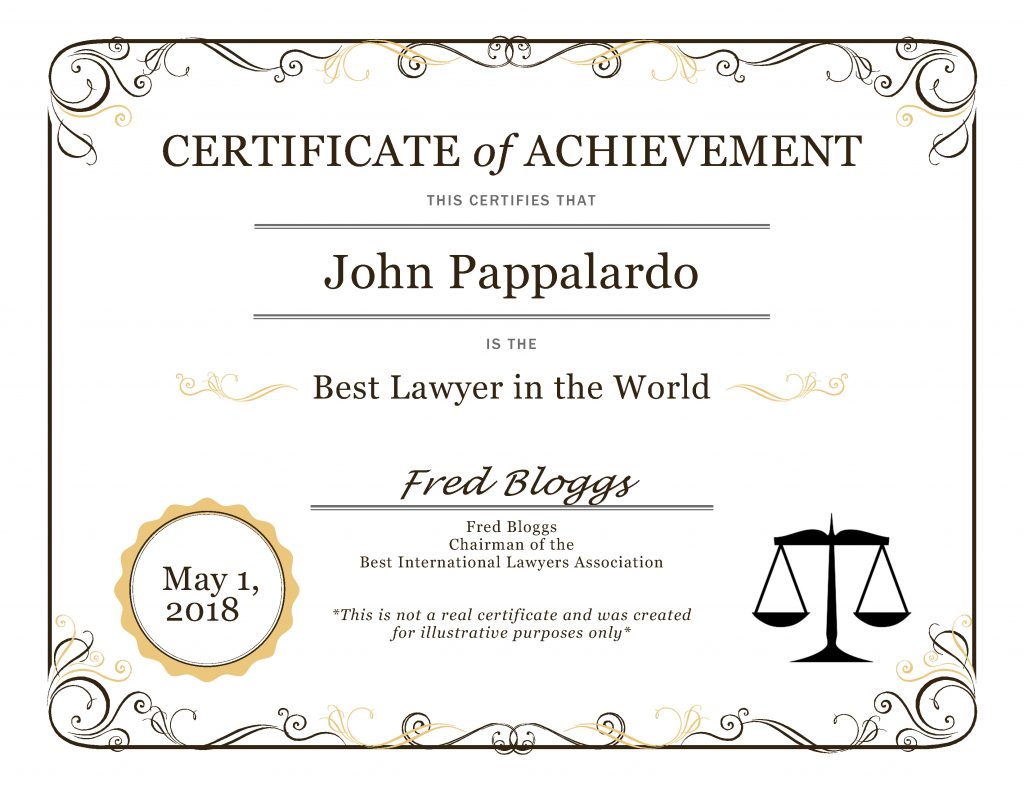 CERTIFICATE of ACHIEVEMENT
THIS CERTIFIES THAT
John Pappalardo
IS THE
Best Lawyer in the World
Fred Bloggs
Fred Bloggs
Chairman of the
Best International Lawyers Association
May 1,
2018
*This is not a real certificate and was created
for illustrative purposes only*